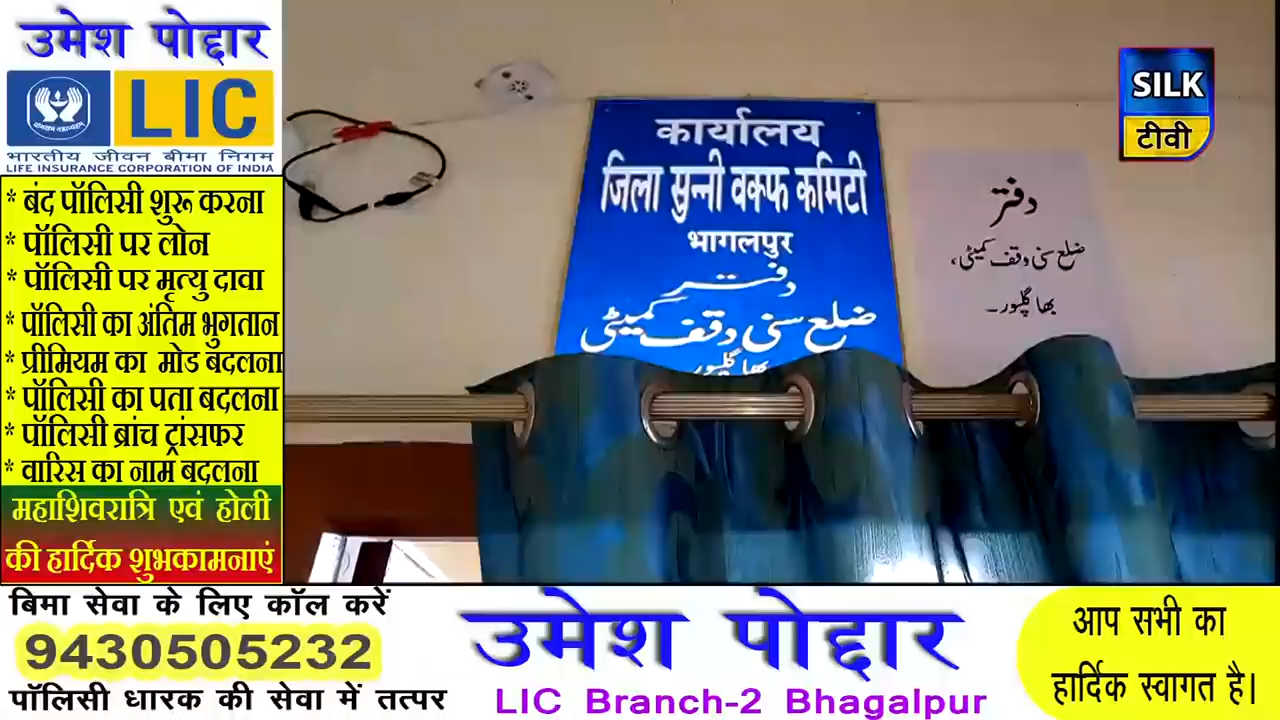 उमेश पोद्दार
LIC
भारतीय जीवन बीमा निगम
LIFE INSURANCE CORPORATION OF INDIA
* बंद पॉलिसी शुरू करना
* पॉलिसी पर लोन
* पॉलिसी पर मृत्यु दावा
* पॉलिसी का अंतिम भुगतान
* प्रीमियम का मोड बदलना
* पॉलिसी का पता बदलना
* पॉलिसी ब्रांच ट्रांसफर
* वारिस का नाम बदलना
महाशिवरात्रि एवं होली
की हार्दिक शुभकामनाएं
SILK
टीवी
कार्यालय
जिला सुन्नी वक्फ कमिटी
भागलपुर
دفتر
ضلع سنی وقف کمیٹی
بھاگلپور
دفتر
ضلع سنی وقف کمیٹی،
بھاگلپور۔
बिमा सेवा के लिए कॉल करें
9430505232
पॉलिसी धारक की सेवा में तत्पर
उमेश पोद्दार
LIC Branch-2 Bhagalpur
आप सभी का
हार्दिक स्वागत है।